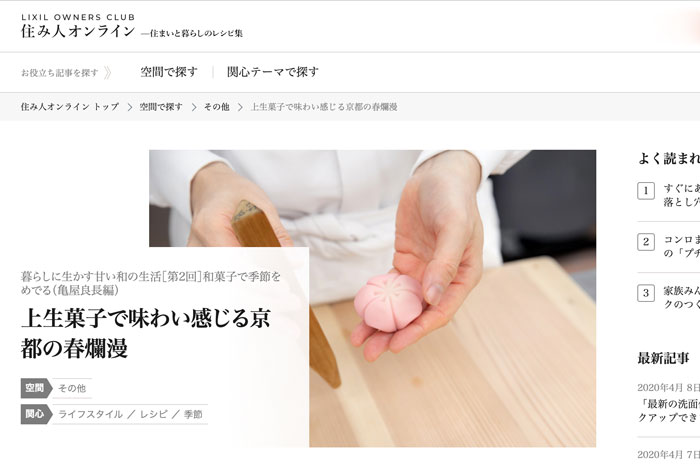 LIXIL OWNERS CLUB
住み人オンライン ―住まいと暮らしのレシピ集
お役立ち記事を探す 空間で探す 関心テーマで探す
住み人オンライン トップ > 空間で探す > その他 > 上生菓子で味わい感じる京都の春爛漫
暮らしに生かす甘い和の生活［第2回］和菓子で季節を
めでる（亀屋良長編）
上生菓子で味わい感じる京
都の春爛漫
空間 その他
関心 ライフスタイル ／ レシピ ／ 季節
よく読まれ
1 すぐにあ
落とし穴
2 コンロま
の「プチ
3 家族みん
クのつく
最新記事
2020年4月 8日
「最新の洗面
クアップでき
2020年4月 7日